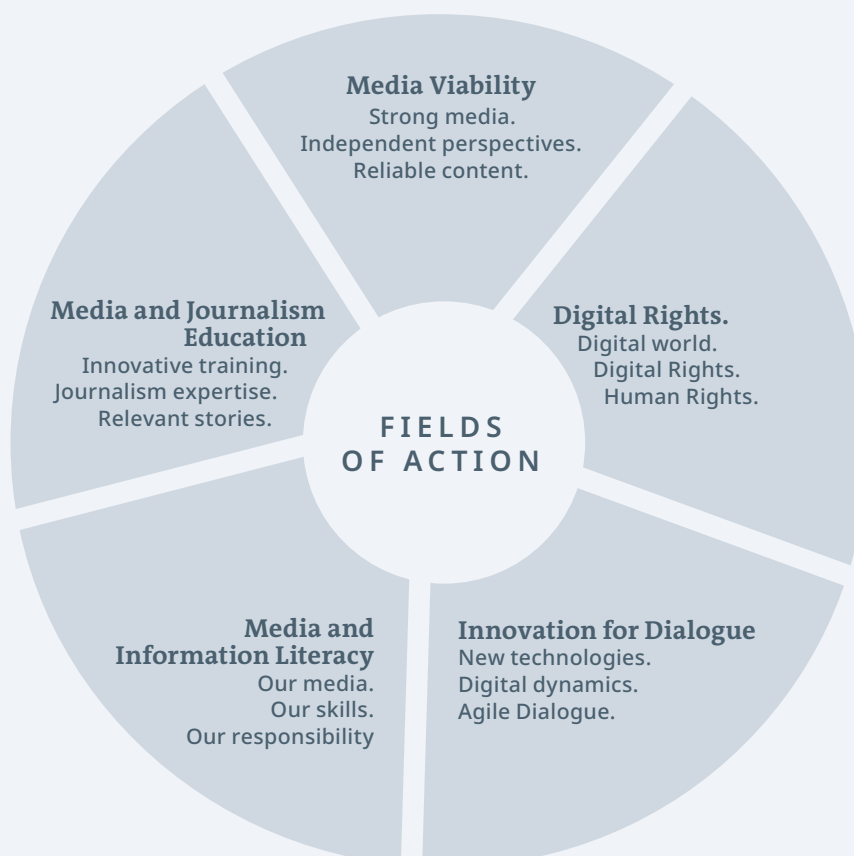 Media Viability
Strong media.
Independent perspectives.
Reliable content.
Media and Journalism
Education
Innovative training.
Journalism expertise.
Relevant stories.
Digital Rights.
Digital world.
Digital Rights.
Human Rights.
FIELDS
OF ACTION
Media and
Information Literacy
Our media.
Our skills.
Our responsibility
Innovation for Dialogue
New technologies.
Digital dynamics.
Agile Dialogue.